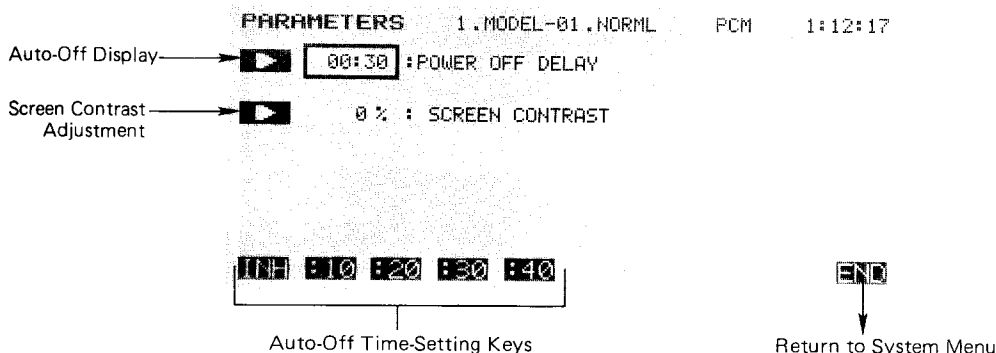 PARAMETERS 1.MODEL-01.NORML PCM 1:12:17
Auto-Off Display
00:30 :POWER OFF DELAY
Screen Contrast
Adjustment
0 % : SCREEN CONTRAST
INH :10 :20 :30 :40 END
Auto-Off Time-Setting Keys
Return to System Menu